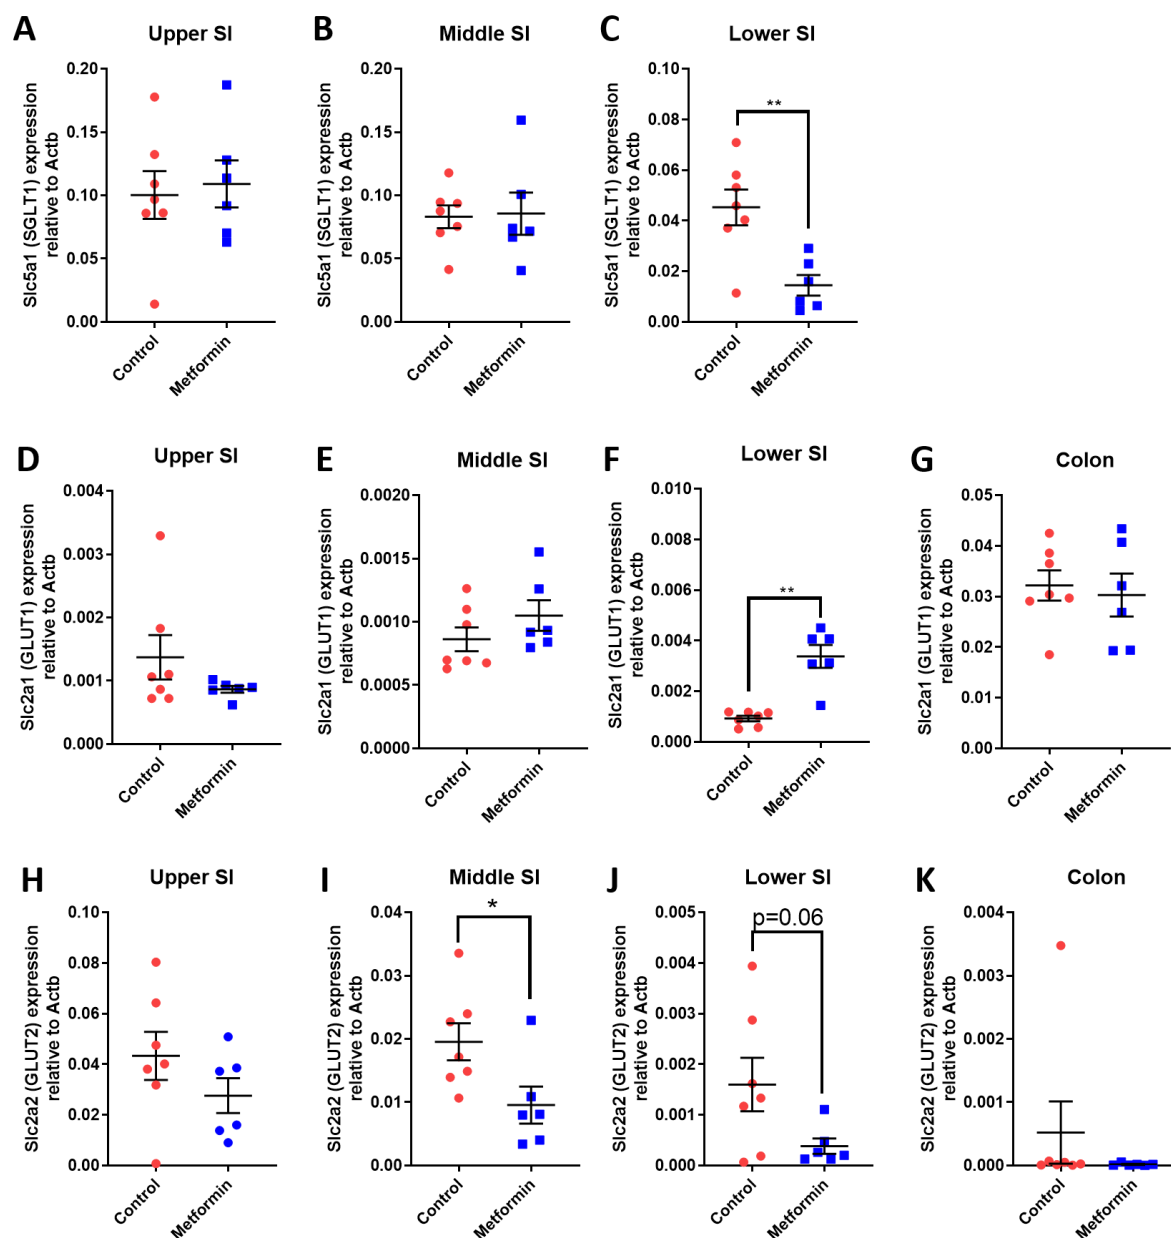 A
Upper SI
Slc5a1 (SGLT1) expression
relative to Actb
0.20
0.15
0.10
0.05
0.00
Control
Metformin
B
Middle SI
Slc5a1 (SGLT1) expression
relative to Actb
0.20
0.15
0.10
0.05
0.00
Control
Metformin
C
Lower SI
Slc5a1 (SGLT1) expression
relative to Actb
0.10
0.08
0.06
0.04
0.02
0.00
**
Control
Metformin
D
Upper SI
Slc2a1 (GLUT1) expression
relative to Actb
0.004
0.003
0.002
0.001
0.000
Control
Metformin
E
Middle SI
Slc2a1 (GLUT1) expression
relative to Actb
0.0020
0.0015
0.0010
0.0005
0.0000
Control
Metformin
F
Lower SI
Slc2a1 (GLUT1) expression
relative to Actb
0.010
0.008
0.006
0.004
0.002
0.000
**
Control
Metformin
G
Colon
Slc2a1 (GLUT1) expression
relative to Actb
0.05
0.04
0.03
0.02
0.01
0.00
Control
Metformin
H
Upper SI
Slc2a2 (GLUT2) expression
relative to Actb
0.10
0.08
0.06
0.04
0.02
0.00
Control
Metformin
I
Middle SI
Slc2a2 (GLUT2) expression
relative to Actb
0.04
0.03
0.02
0.01
0.00
*
Control
Metformin
J
Lower SI
Slc2a2 (GLUT2) expression
relative to Actb
0.005
0.004
0.003
0.002
0.001
0.000
p=0.06
Control
Metformin
K
Colon
Slc2a2 (GLUT2) expression
relative to Actb
0.004
0.003
0.002
0.001
0.000
Control
Metformin